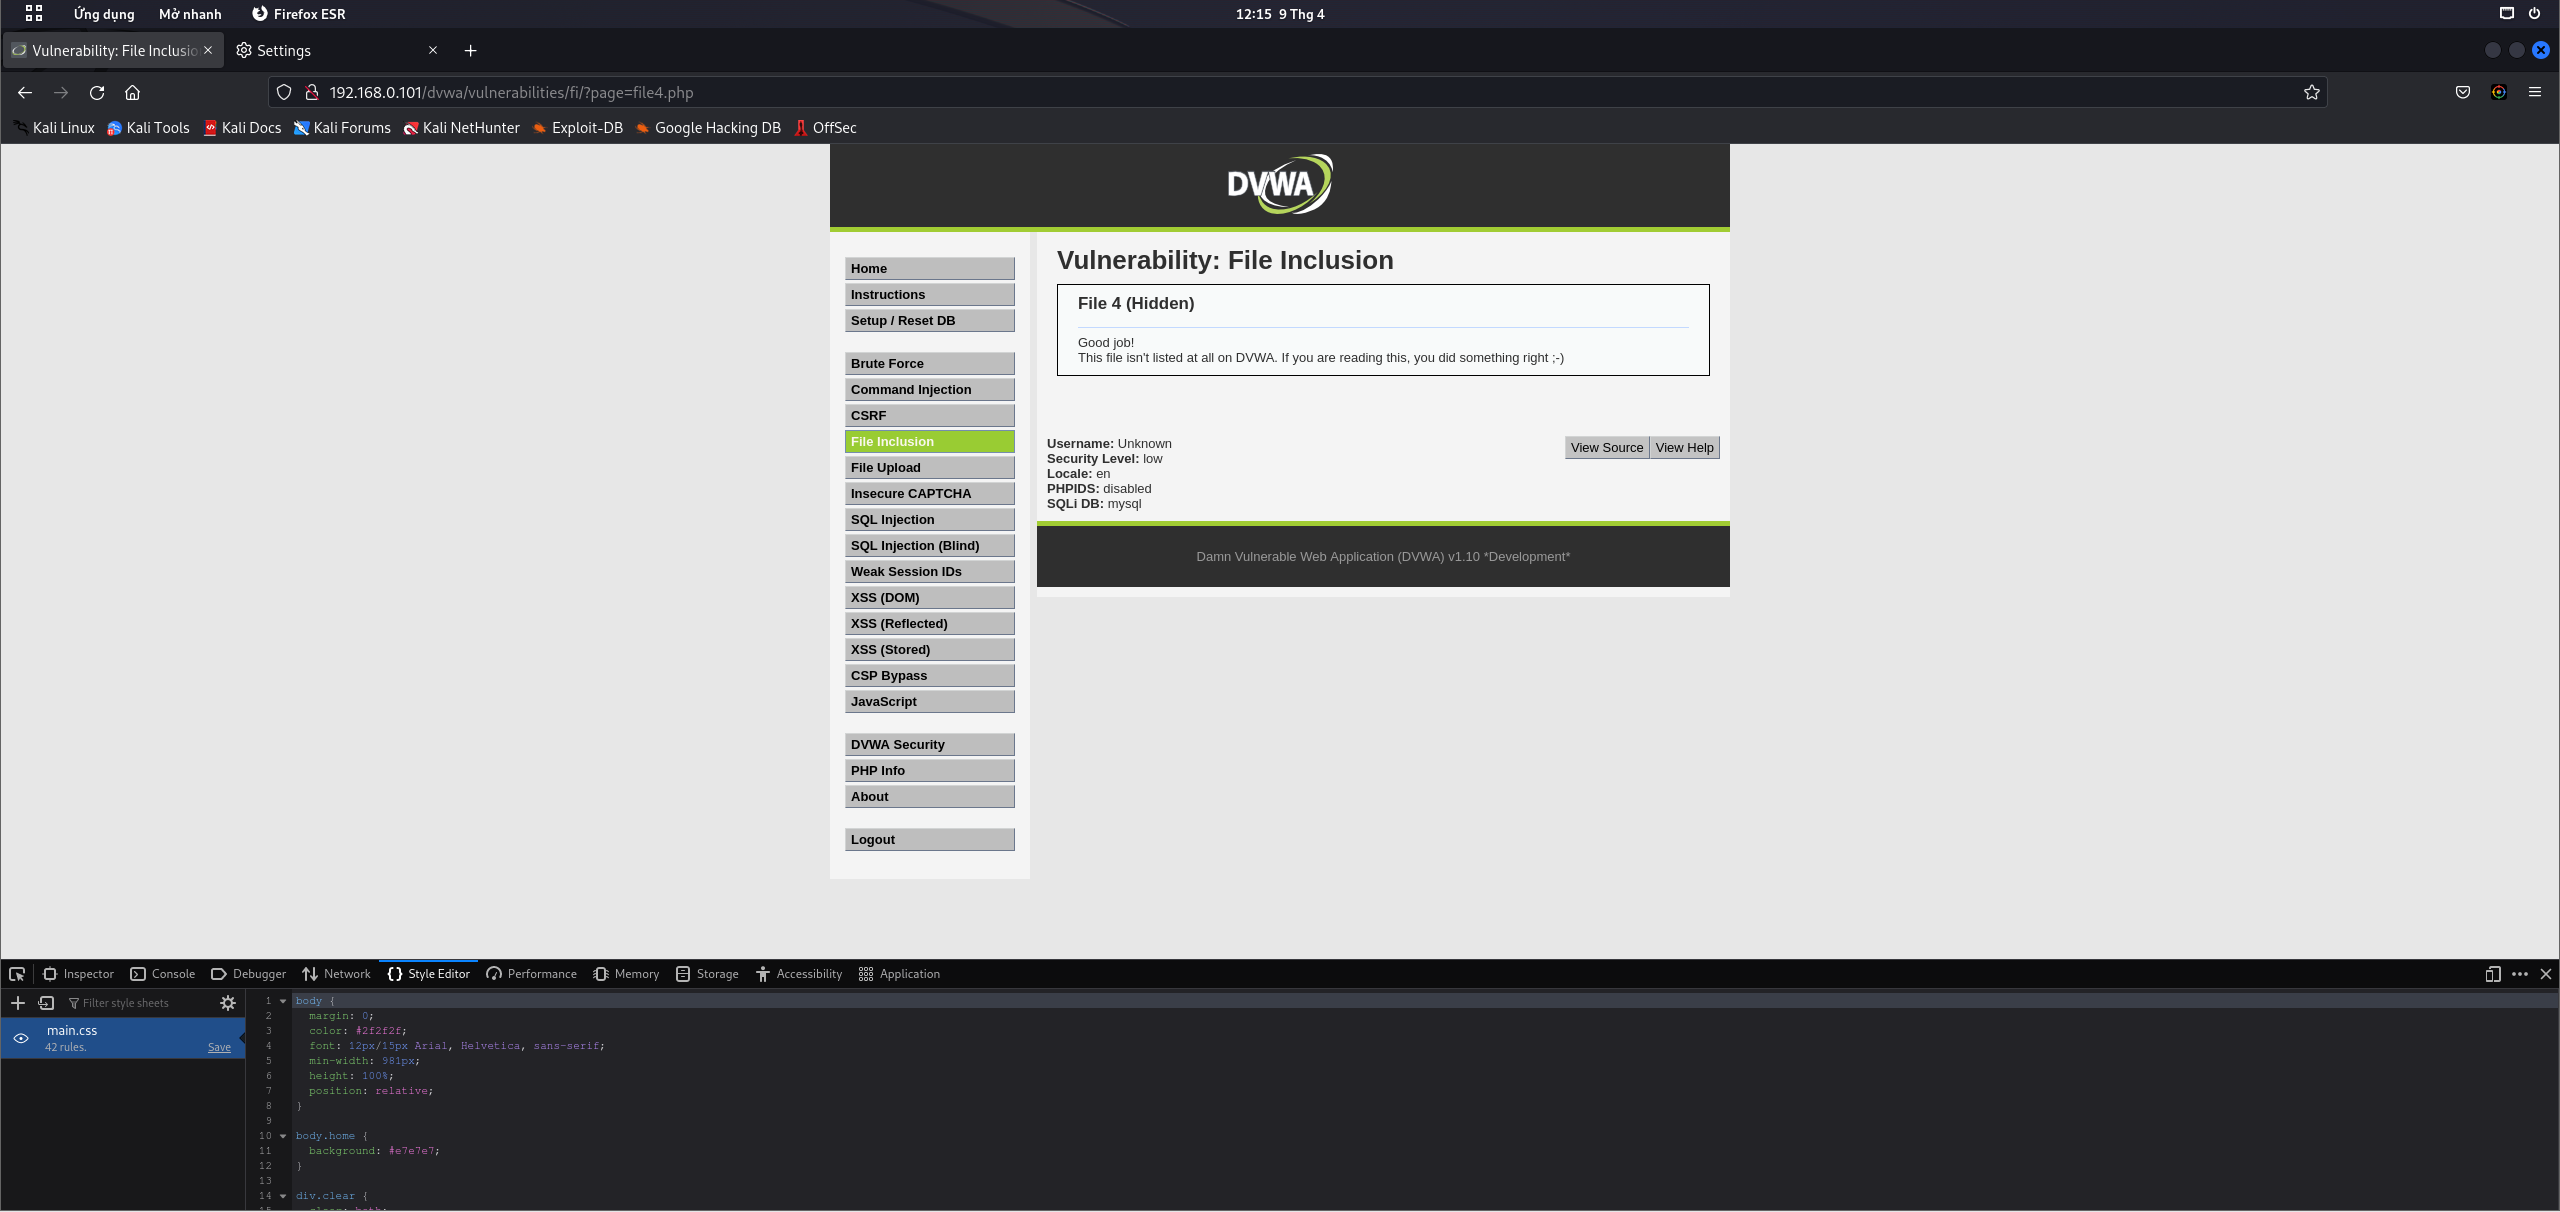 Ứng dụng Mở nhanh Firefox ESR 12:15 9 Thg 4
Vulnerability: File Inclusio Settings
192.168.0.101/dvwa/vulnerabilities/fi/?page=file4.php
Kali Linux Kali Tools Kali Docs Kali Forums Kali NetHunter Exploit-DB Google Hacking DB OffSec
DVWA
Home
Instructions
Setup / Reset DB
Brute Force
Command Injection
CSRF
File Inclusion
File Upload
Insecure CAPTCHA
SQL Injection
SQL Injection (Blind)
Weak Session IDs
XSS (DOM)
XSS (Reflected)
XSS (Stored)
CSP Bypass
JavaScript
DVWA Security
PHP Info
About
Logout
Vulnerability: File Inclusion
File 4 (Hidden)
Good job!
This file isn't listed at all on DVWA. If you are reading this, you did something right ;-)
Username: Unknown
Security Level: low
Locale: en
PHPIDS: disabled
SQLi DB: mysql
View Source View Help
Damn Vulnerable Web Application (DVWA) v1.10 *Development*
Inspector Console Debugger Network Style Editor Performance Memory Storage Accessibility Application
Filter style sheets
main.css
42 rules. Save
1 body {
2 margin: 0;
3 color: #2f2f2f;
4 font: 12px/15px Arial, Helvetica, sans-serif;
5 min-width: 981px;
6 height: 100%;
7 position: relative;
8 }
9
10 body.home {
11 background: #e7e7e7;
12 }
13
14 div.clear {